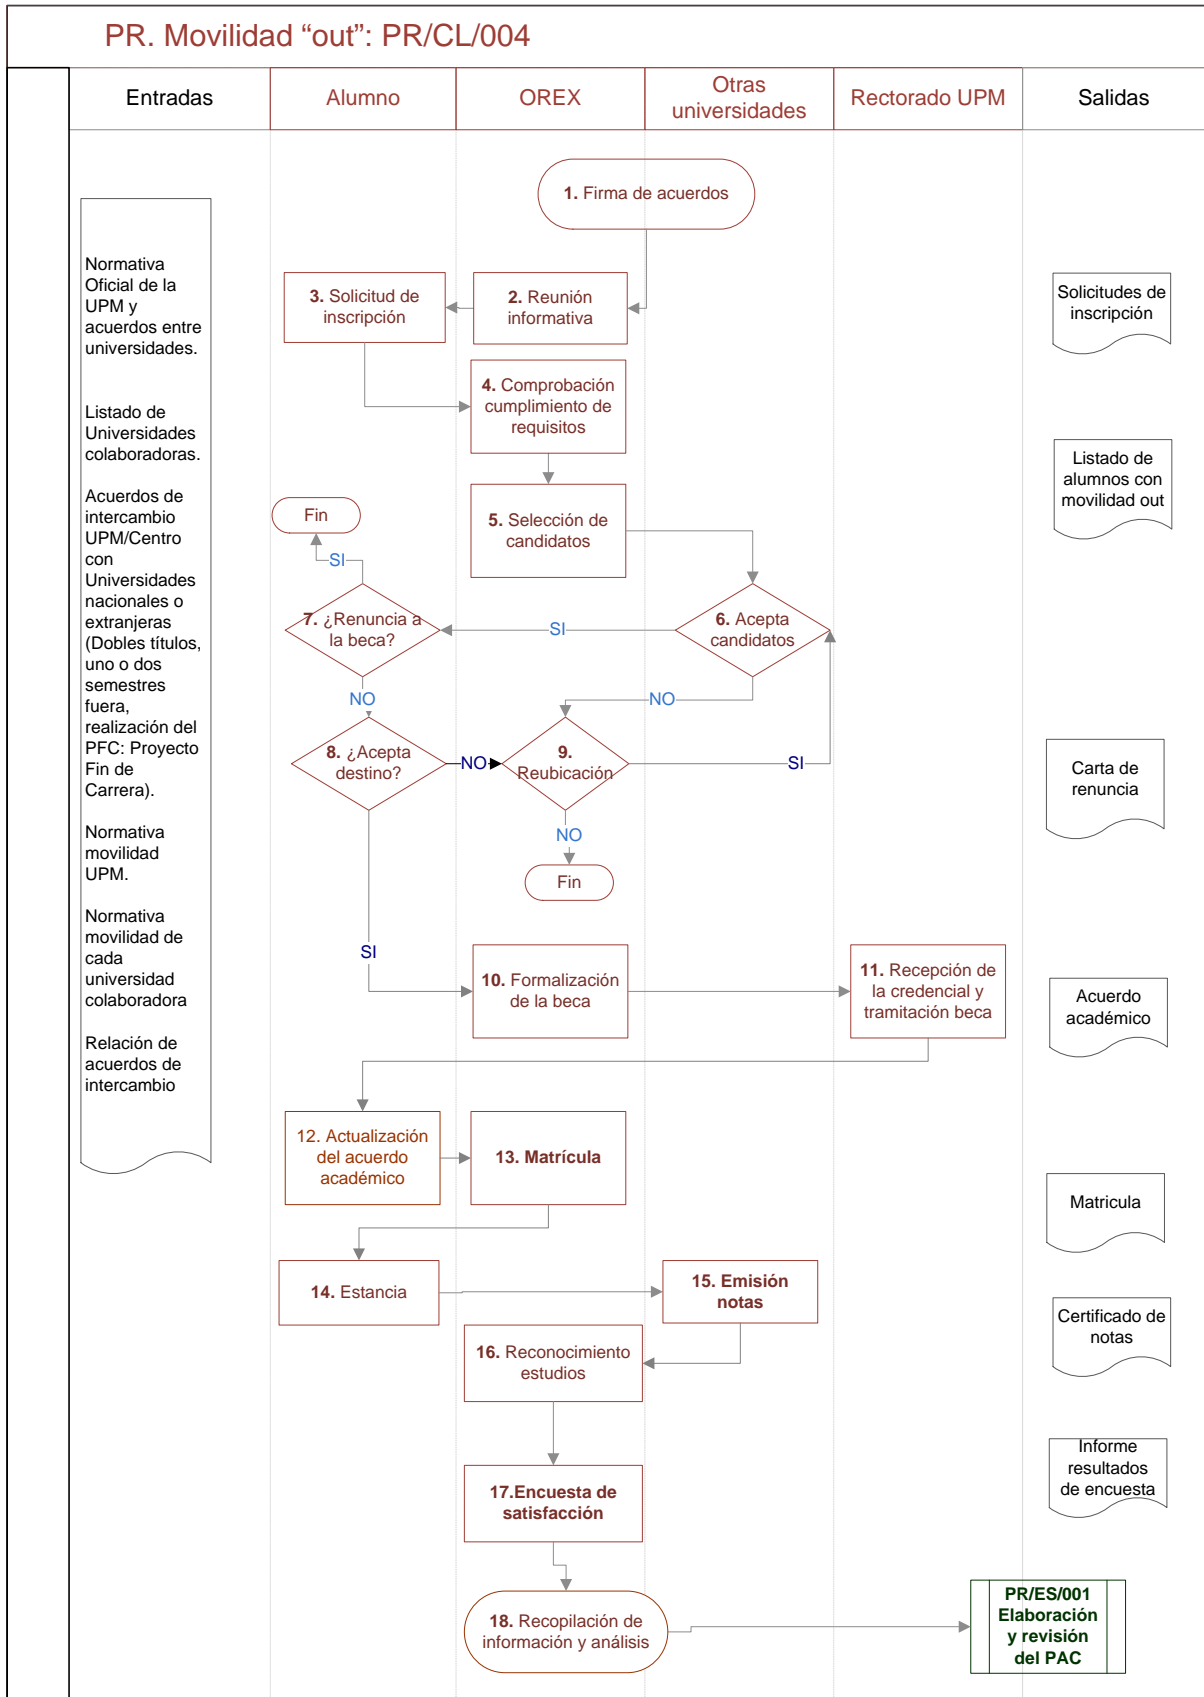 PR. Movilidad “out”: PR/CL/004
Entradas
Alumno
OREX
Otras
universidades
Rectorado UPM
Salidas
1. Firma de acuerdos
Normativa
Oficial de la
UPM y
acuerdos entre
universidades.
Listado de
Universidades
colaboradoras.
Acuerdos de
intercambio
UPM/Centro
con
Universidades
nacionales o
extranjeras
(Dobles títulos,
uno o dos
semestres
fuera,
realización del
PFC: Proyecto
Fin de
Carrera).
Normativa
movilidad
UPM.
Normativa
movilidad de
cada
universidad
colaboradora
Relación de
acuerdos de
intercambio
3. Solicitud de
inscripción
2. Reunión
informativa
4. Comprobación
cumplimiento de
requisitos
5. Selección de
candidatos
Fin
SI
7. ¿Renuncia a
la beca?
SI
6. Acepta
candidatos
NO
NO
8. ¿Acepta
destino?
NO
9.
Reubicación
SI
NO
Fin
SI
10. Formalización
de la beca
11. Recepción de
la credencial y
tramitación beca
12. Actualización
del acuerdo
académico
13. Matrícula
14. Estancia
15. Emisión
notas
16. Reconocimiento
estudios
17.Encuesta de
satisfacción
18. Recopilación de
información y análisis
Solicitudes de
inscripción
Listado de
alumnos con
movilidad out
Carta de
renuncia
Acuerdo
académico
Matricula
Certificado de
notas
Informe
resultados
de encuesta
PR/ES/001
Elaboración
y revisión
del PAC